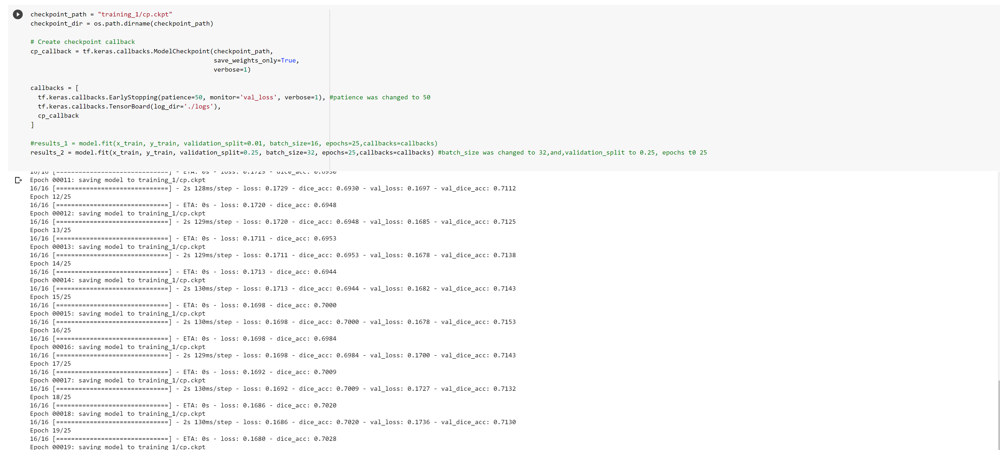 checkpoint_path = "training_1/cp.ckpt"
checkpoint_dir = os.path.dirname(checkpoint_path)
# Create checkpoint callback
cp_callback = tf.keras.callbacks.ModelCheckpoint(checkpoint_path,
save_weights_only=True,
verbose=1)
callbacks = [
tf.keras.callbacks.EarlyStopping(patience=50, monitor='val_loss', verbose=1), #patience was changed to 50
tf.keras.callbacks.TensorBoard(log_dir='./logs'),
cp_callback
]
#results_1 = model.fit(x_train, y_train, validation_split=0.01, batch_size=16, epochs=25,callbacks=callbacks)
results_2 = model.fit(x_train, y_train, validation_split=0.25, batch_size=32, epochs=25,callbacks=callbacks) #batch_size was changed to 32,and,validation_split to 0.25, epochs t0 25
16/16 [==============================] - ETA: 0s - loss: 0.1729 - dice_acc: 0.6930
Epoch 00011: saving model to training_1/cp.ckpt
16/16 [==============================] - 2s 128ms/step - loss: 0.1729 - dice_acc: 0.6930 - val_loss: 0.1697 - val_dice_acc: 0.7112
Epoch 12/25
16/16 [==============================] - ETA: 0s - loss: 0.1720 - dice_acc: 0.6948
Epoch 00012: saving model to training_1/cp.ckpt
16/16 [==============================] - 2s 129ms/step - loss: 0.1720 - dice_acc: 0.6948 - val_loss: 0.1685 - val_dice_acc: 0.7125
Epoch 13/25
16/16 [==============================] - ETA: 0s - loss: 0.1711 - dice_acc: 0.6953
Epoch 00013: saving model to training_1/cp.ckpt
16/16 [==============================] - 2s 129ms/step - loss: 0.1711 - dice_acc: 0.6953 - val_loss: 0.1678 - val_dice_acc: 0.7138
Epoch 14/25
16/16 [==============================] - ETA: 0s - loss: 0.1713 - dice_acc: 0.6944
Epoch 00014: saving model to training_1/cp.ckpt
16/16 [==============================] - 2s 130ms/step - loss: 0.1713 - dice_acc: 0.6944 - val_loss: 0.1682 - val_dice_acc: 0.7143
Epoch 15/25
16/16 [==============================] - ETA: 0s - loss: 0.1698 - dice_acc: 0.7000
Epoch 00015: saving model to training_1/cp.ckpt
16/16 [==============================] - 2s 130ms/step - loss: 0.1698 - dice_acc: 0.7000 - val_loss: 0.1678 - val_dice_acc: 0.7153
Epoch 16/25
16/16 [==============================] - ETA: 0s - loss: 0.1698 - dice_acc: 0.6984
Epoch 00016: saving model to training_1/cp.ckpt
16/16 [==============================] - 2s 129ms/step - loss: 0.1698 - dice_acc: 0.6984 - val_loss: 0.1700 - val_dice_acc: 0.7143
Epoch 17/25
16/16 [==============================] - ETA: 0s - loss: 0.1692 - dice_acc: 0.7009
Epoch 00017: saving model to training_1/cp.ckpt
16/16 [==============================] - 2s 130ms/step - loss: 0.1692 - dice_acc: 0.7009 - val_loss: 0.1727 - val_dice_acc: 0.7132
Epoch 18/25
16/16 [==============================] - ETA: 0s - loss: 0.1686 - dice_acc: 0.7020
Epoch 00018: saving model to training_1/cp.ckpt
16/16 [==============================] - 2s 130ms/step - loss: 0.1686 - dice_acc: 0.7020 - val_loss: 0.1736 - val_dice_acc: 0.7130
Epoch 19/25
16/16 [==============================] - ETA: 0s - loss: 0.1680 - dice_acc: 0.7028
Epoch 00019: saving model to training_1/cp.ckpt